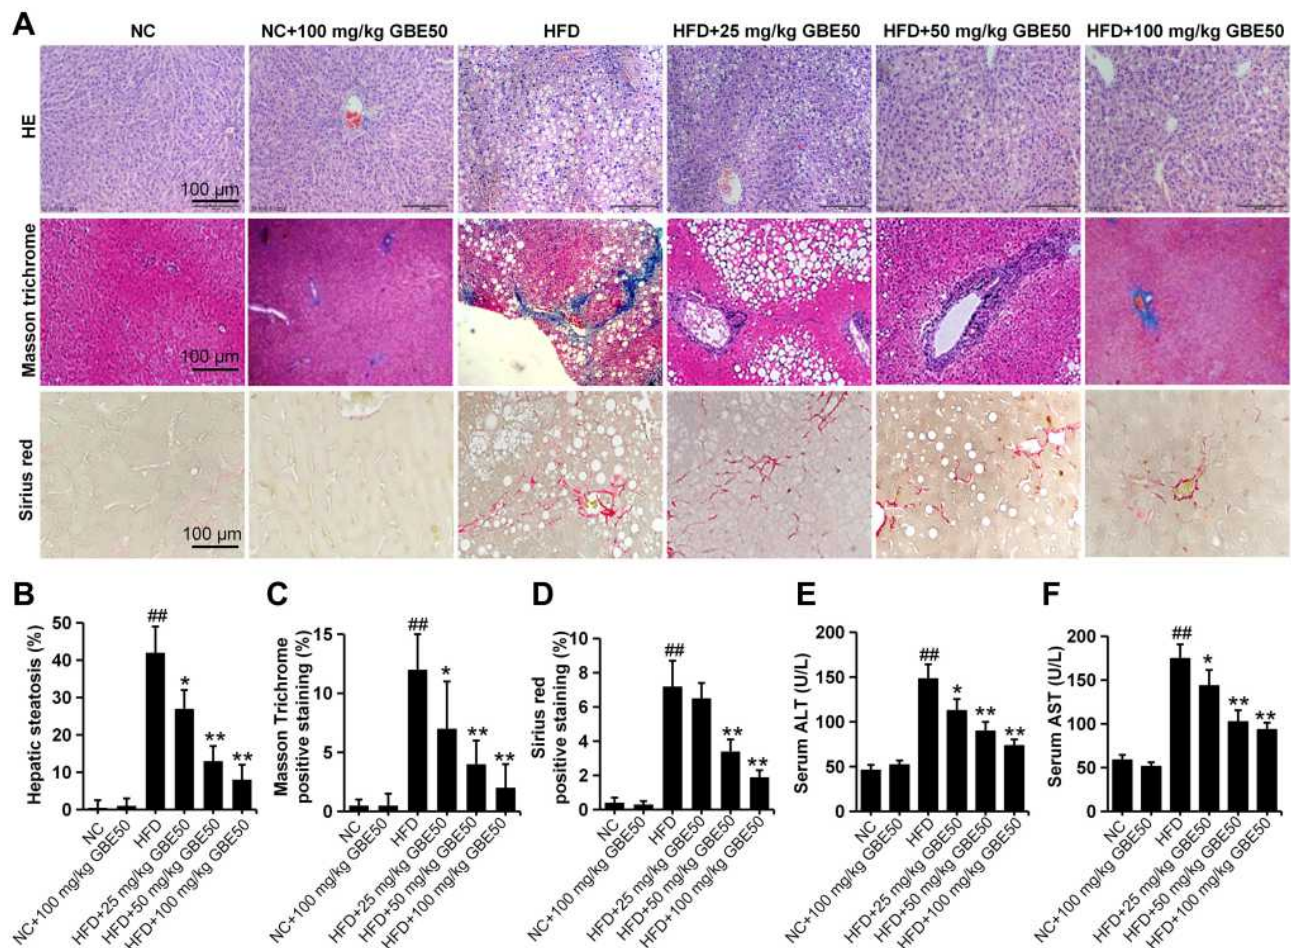 A
NC
NC+100 mg/kg GBE50
HFD
HFD+25 mg/kg GBE50
HFD+50 mg/kg GBE50
HFD+100 mg/kg GBE50
HE
100 μm
Masson trichrome
100 μm
Sirius red
100 μm
B
Hepatic steatosis (%)
50
40
30
20
10
0
##
*
**
**
NC
NC+100 mg/kg GBE50
HFD
HFD+25 mg/kg GBE50
HFD+50 mg/kg GBE50
HFD+100 mg/kg GBE50
C
Masson Trichrome
positive staining (%)
15
10
5
0
##
*
**
**
NC
NC+100 mg/kg GBE50
HFD
HFD+25 mg/kg GBE50
HFD+50 mg/kg GBE50
HFD+100 mg/kg GBE50
D
Sirius red
positive staining (%)
10
8
6
4
2
0
##
**
**
NC
NC+100 mg/kg GBE50
HFD
HFD+25 mg/kg GBE50
HFD+50 mg/kg GBE50
HFD+100 mg/kg GBE50
E
Serum ALT (U/L)
200
150
100
50
0
##
*
**
**
NC
NC+100 mg/kg GBE50
HFD
HFD+25 mg/kg GBE50
HFD+50 mg/kg GBE50
HFD+100 mg/kg GBE50
F
Serum AST (U/L)
200
150
100
50
0
##
*
**
**
NC
NC+100 mg/kg GBE50
HFD
HFD+25 mg/kg GBE50
HFD+50 mg/kg GBE50
HFD+100 mg/kg GBE50